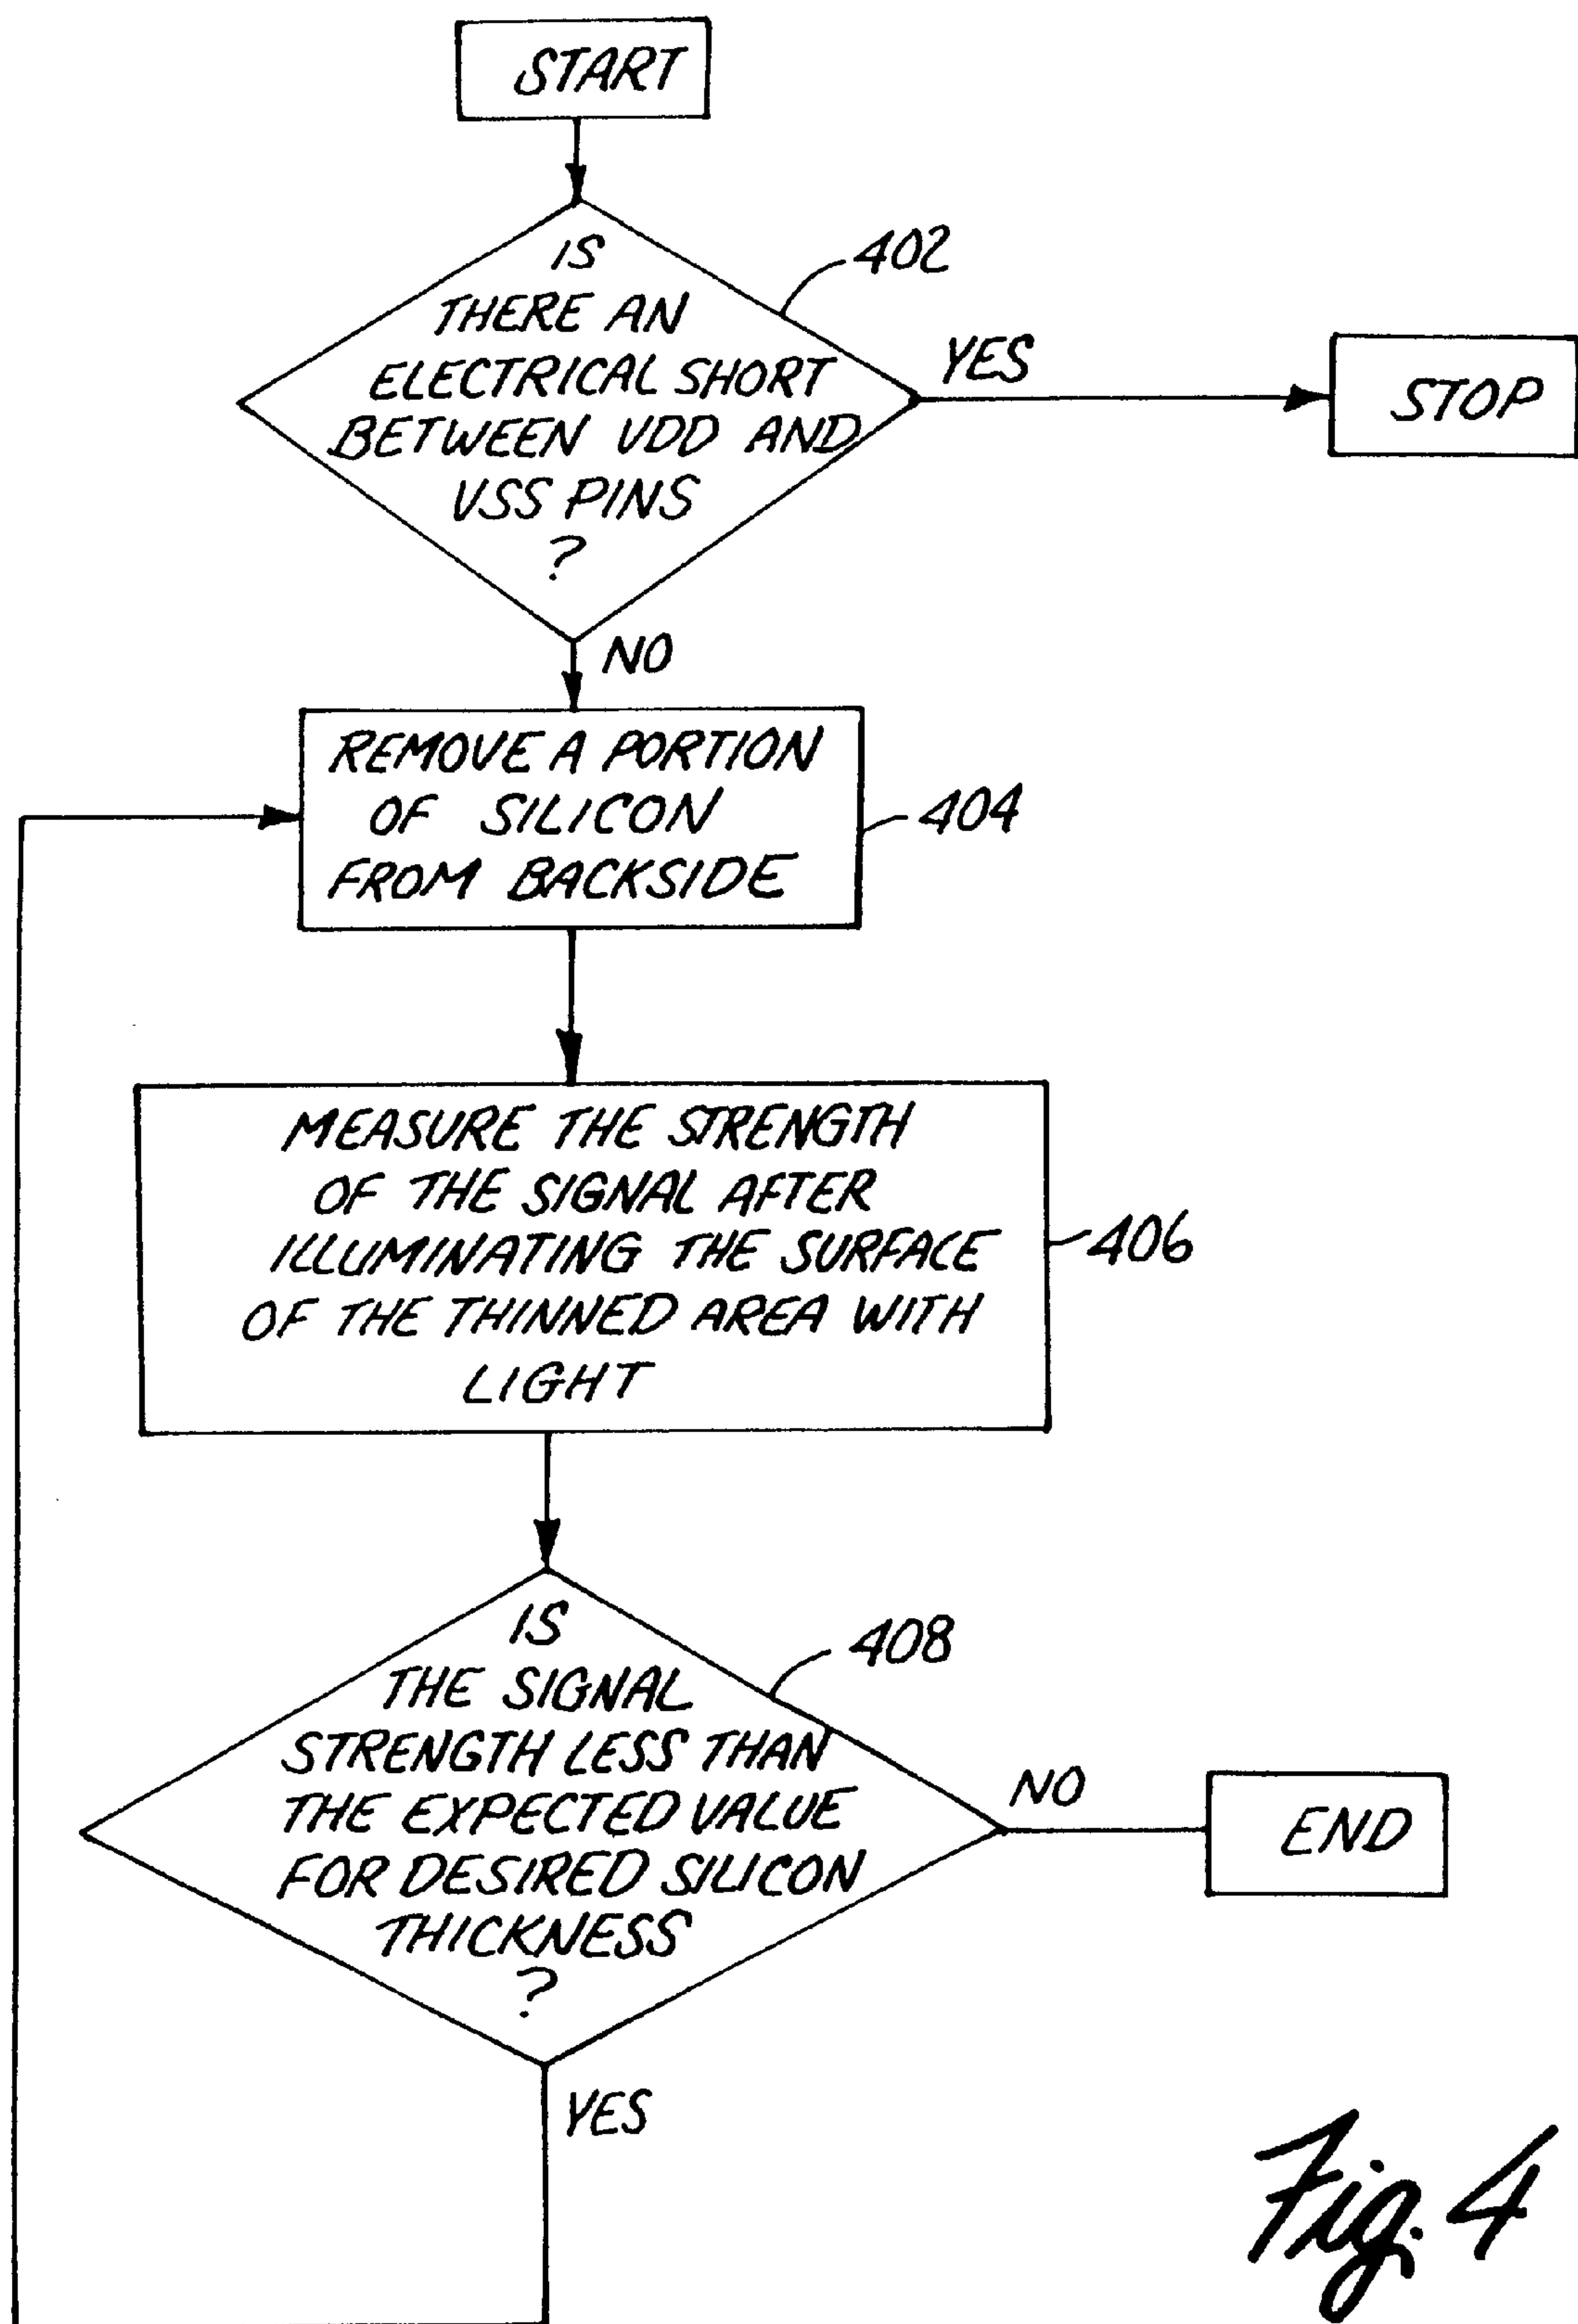 START
IS
THERE AN
ELECTRICAL SHORT
BETWEEN VDD AND
VSS PINS
?
402
YES
STOP
NO
REMOVE A PORTION
OF SILICON
FROM BACKSIDE
404
MEASURE THE STRENGTH
OF THE SIGNAL AFTER
ILLUMINATING THE SURFACE
OF THE THINNED AREA WITH
LIGHT
406
IS
THE SIGNAL
STRENGTH LESS THAN
THE EXPECTED VALUE
FOR DESIRED SILICON
THICKNESS
?
408
NO
END
YES
Fig. 4